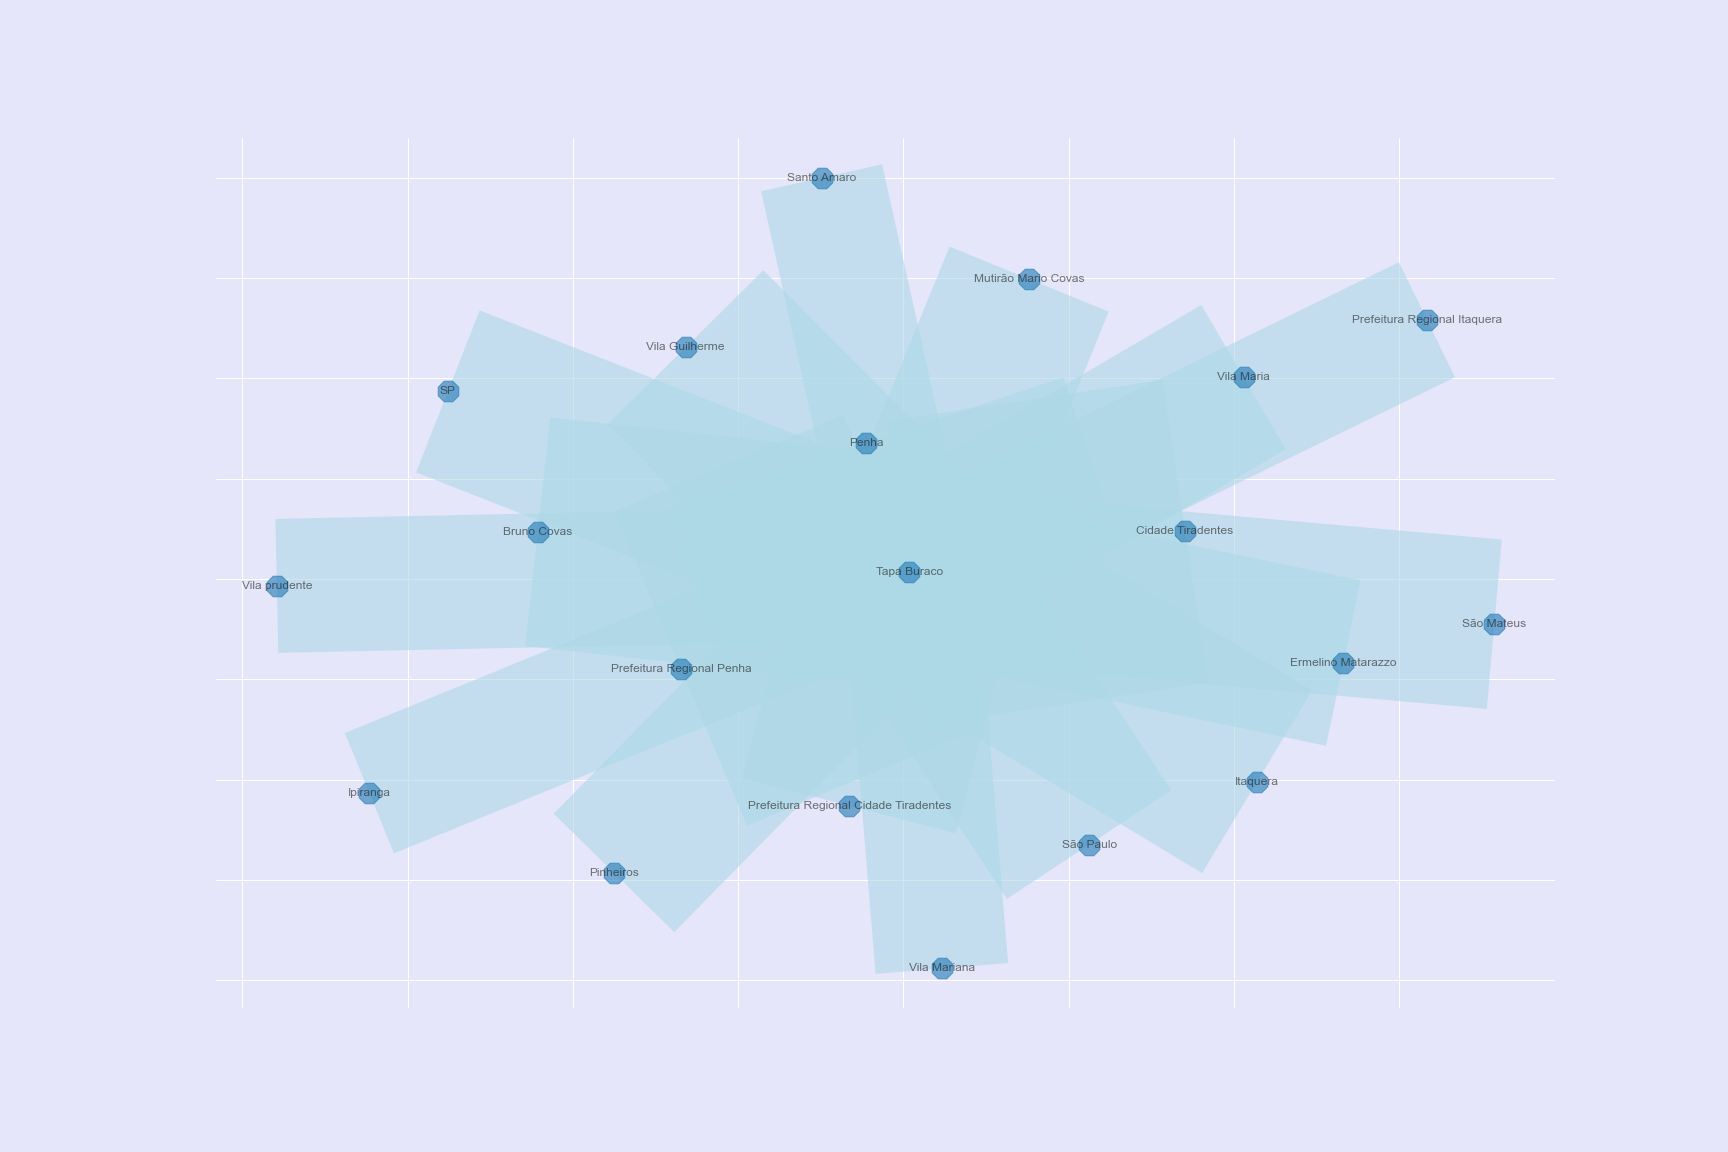 Santo Amaro
Mutirão Mario Covas
Prefeitura Regional Itaquera
Vila Guilherme
Vila Maria
SP
Penha
Bruno Covas
Cidade Tiradentes
Tapa Buraco
Vila prudente
São Mateus
Ermelino Matarazzo
Prefeitura Regional Penha
Itaquera
Ipiranga
Prefeitura Regional Cidade Tiradentes
São Paulo
Pinheiros
Vila Mariana